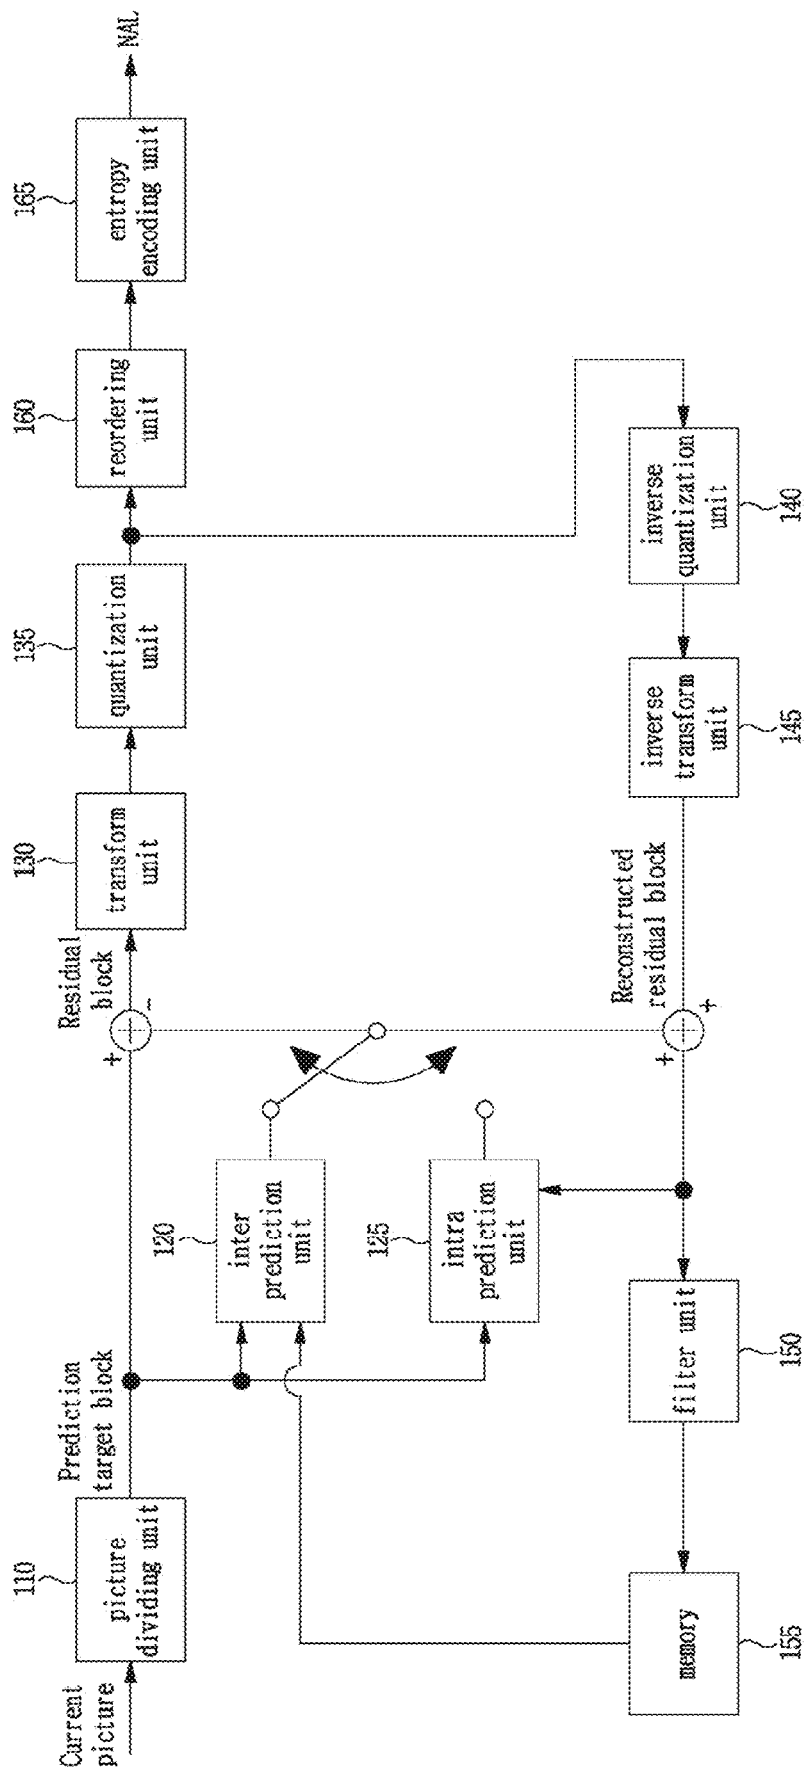 110
120
125
130
135
160
165
Current
picture
picture
dividing unit
Prediction
target block
+
-
Residual
block
transform
unit
quantization
unit
reordering
unit
entropy
encoding unit
NAL
inter
prediction
unit
intra
prediction
unit
inverse
quantization
unit
140
inverse
transform
unit
145
Reconstructed
residual block
+
+
filter unit
150
memory
155